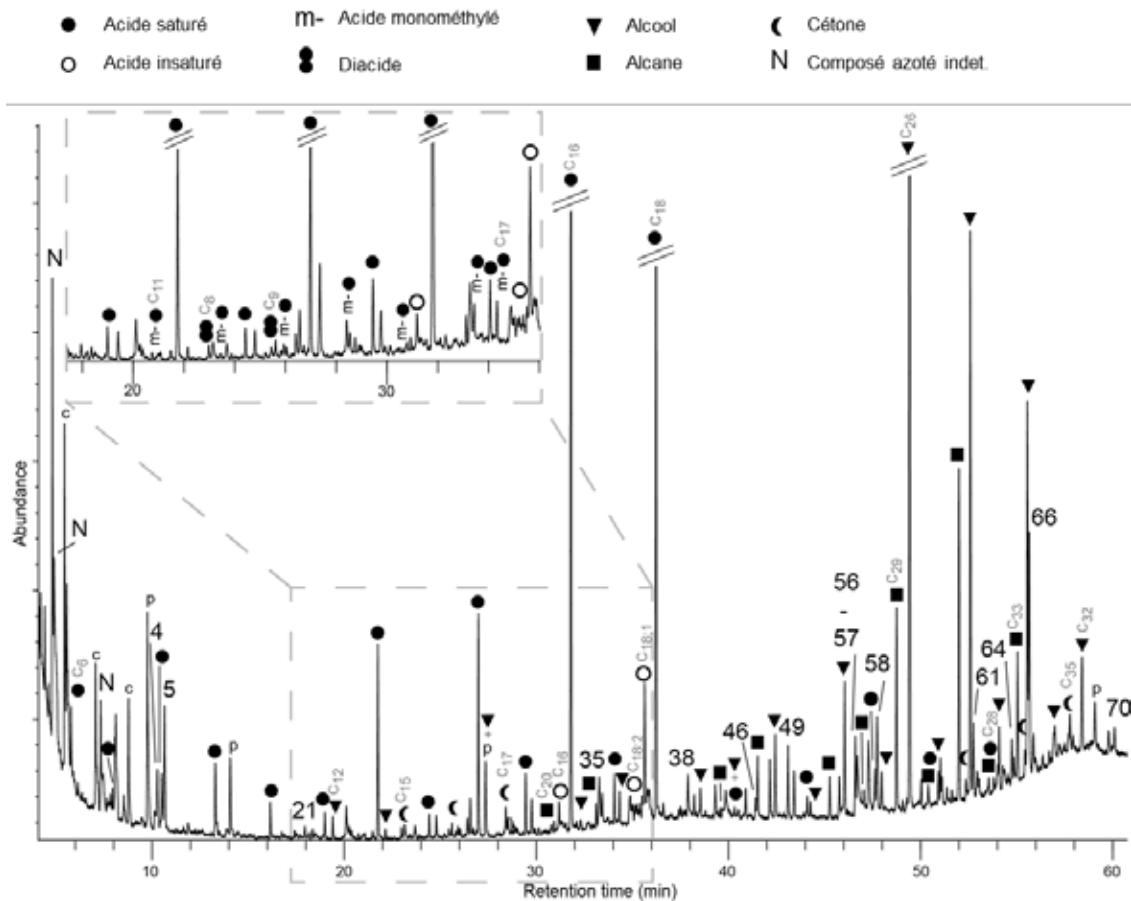 Acide saturé m- Acide monométhylé Alcool Cétone
Acide insaturé Diacide Alcane N Composé azoté indet.
C11 C8 C9 C17
m- m- m- m- m- m- m-
20 30
C16 C18 C26
N
c
N
C6 c N c p 4 5 p
21 C12 p + C15 C17 C20 C16 35 C18:2 C18:1
38 46 + 49 56 - 57 58 C29 61 C28 64 C33 66 C35 C32 p 70
Abundance
10 20 30 40 50 60
Retention time (min)